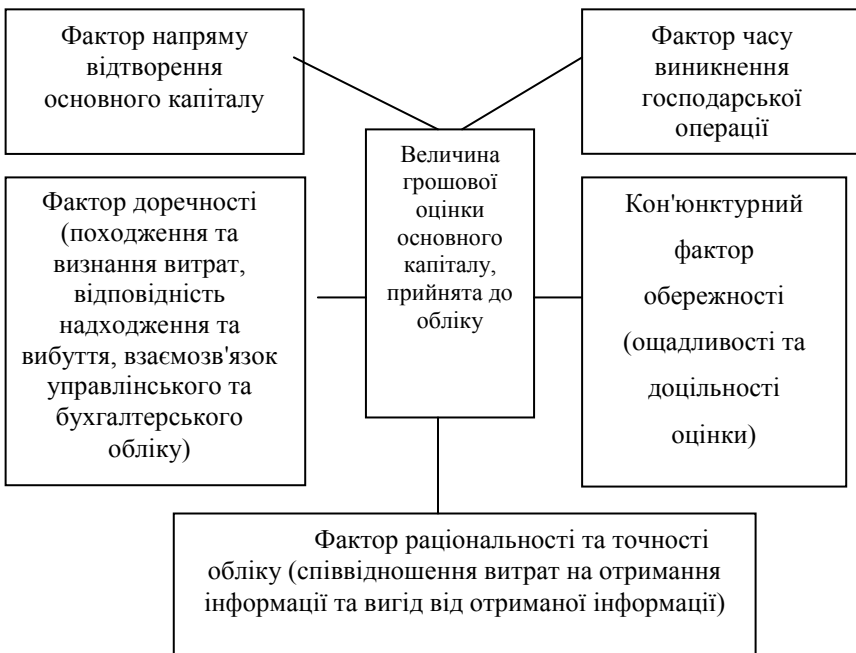 Фактор напряму
відтворення
основного капіталу
Фактор часу
виникнення
господарської
операції
Величина
грошової
оцінки
основного
капіталу,
прийнята до
обліку
Фактор доречності
(походження та
визнання витрат,
відповідність
надходження та
вибуття, взаємозв'язок
управлінського та
бухгалтерського
обліку)
Кон'юнктурний
фактор
обережності
(ощадливості та
доцільності
оцінки)
Фактор раціональності та точності
обліку (співвідношення витрат на отримання
інформації та вигід від отриманої інформації)